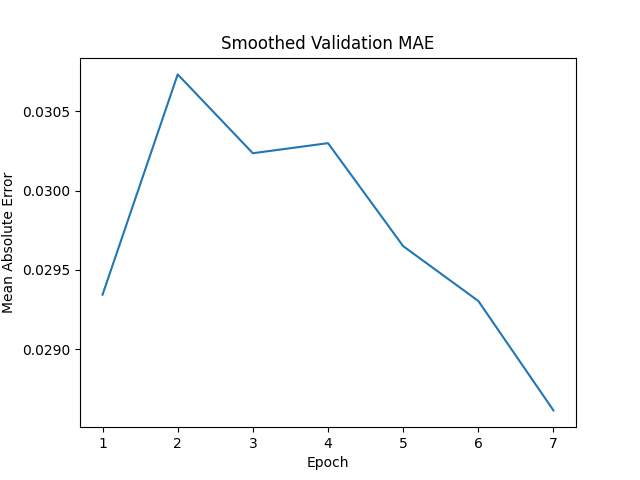 Smoothed Validation MAE
Mean Absolute Error
0.0305
0.0300
0.0295
0.0290
1 2 3 4 5 6 7
Epoch